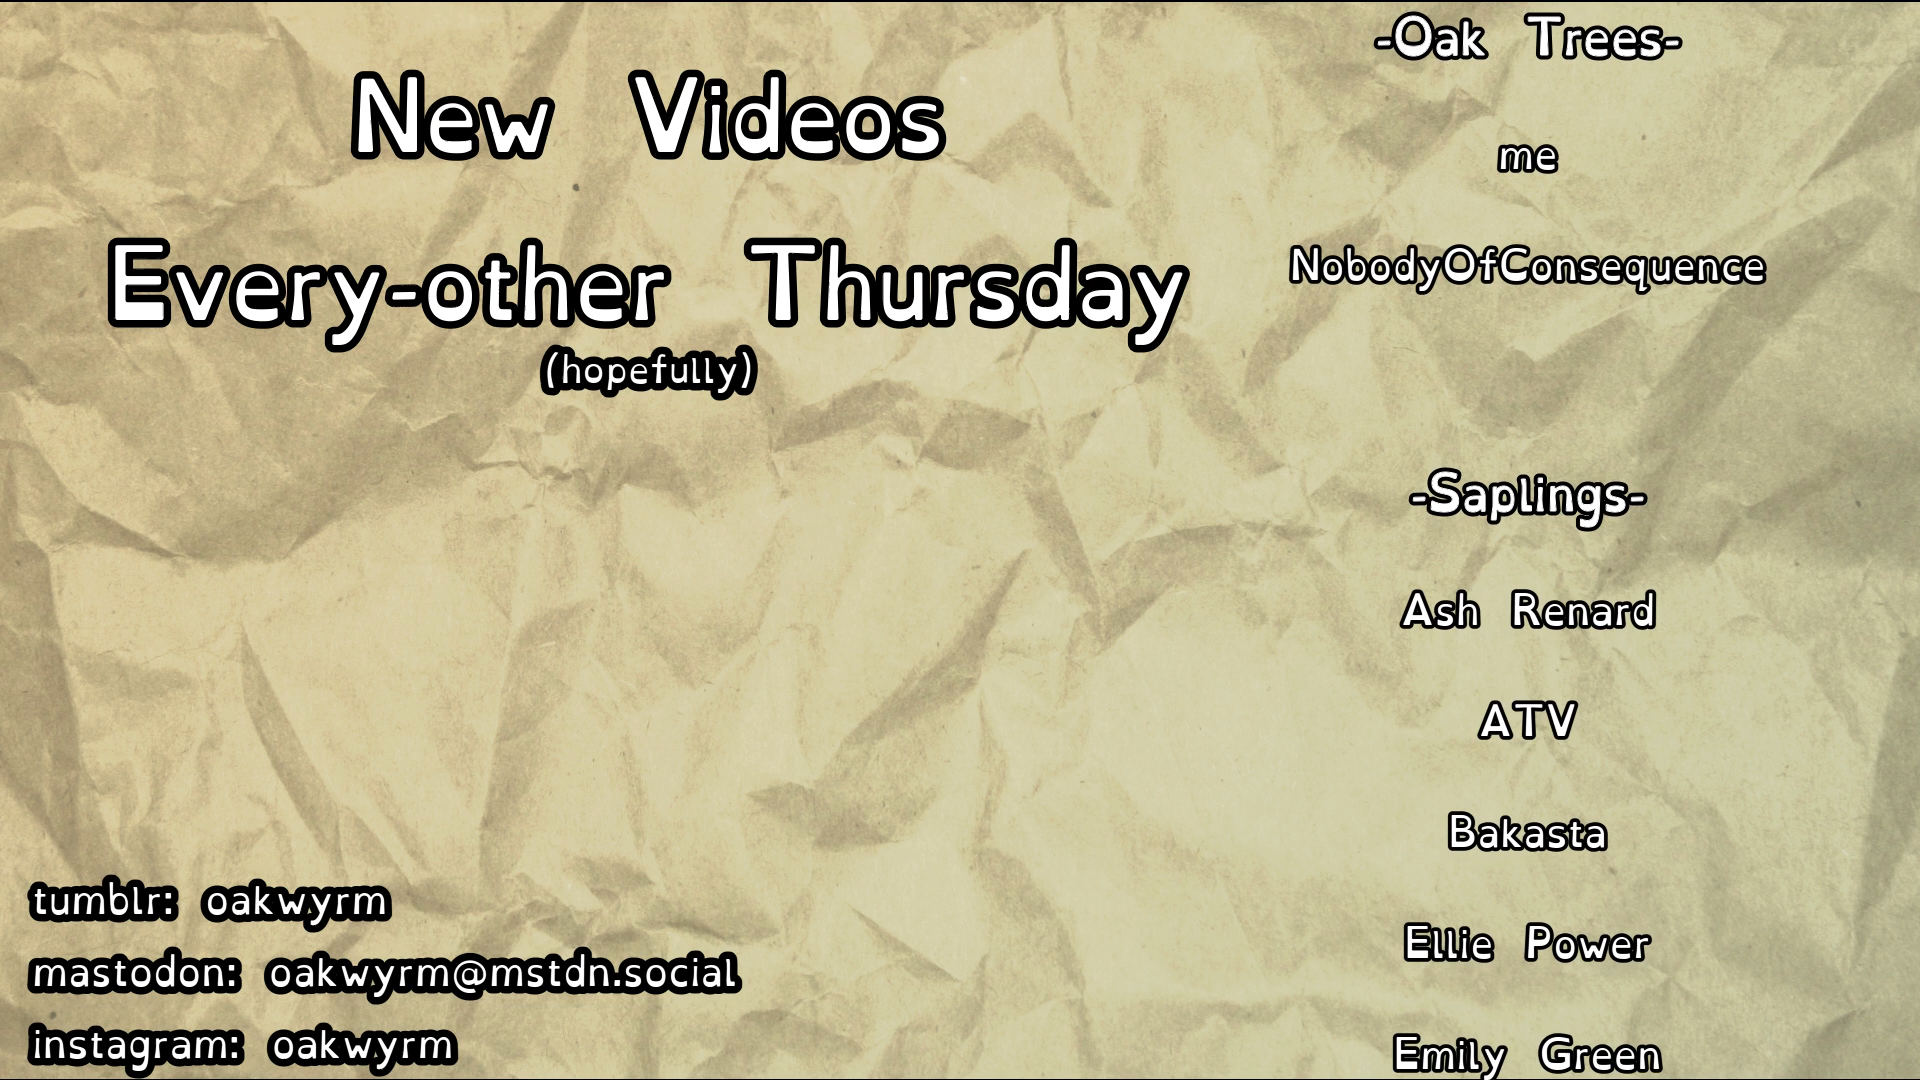 New Videos
Every-other Thursday
(hopefully)
tumblr: oakwyrm
mastodon: oakwyrm@mstdn.social
instagram: oakwyrm
-Oak Trees-
me
NobodyOfConsequence
-Saplings-
Ash Renard
ATV
Bakasta
Ellie Power
Emily Green